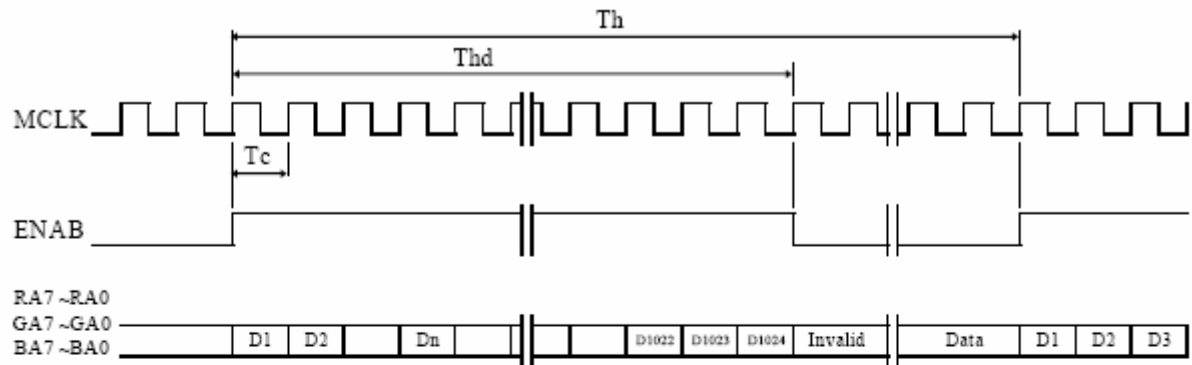 Th
Thd
MCLK
Tc
ENAB
RA7 ~RA0
GA7 ~GA0
BA7 ~BA0
D1 D2 Dn D1022 D1023 D1024 Invalid Data D1 D2 D3